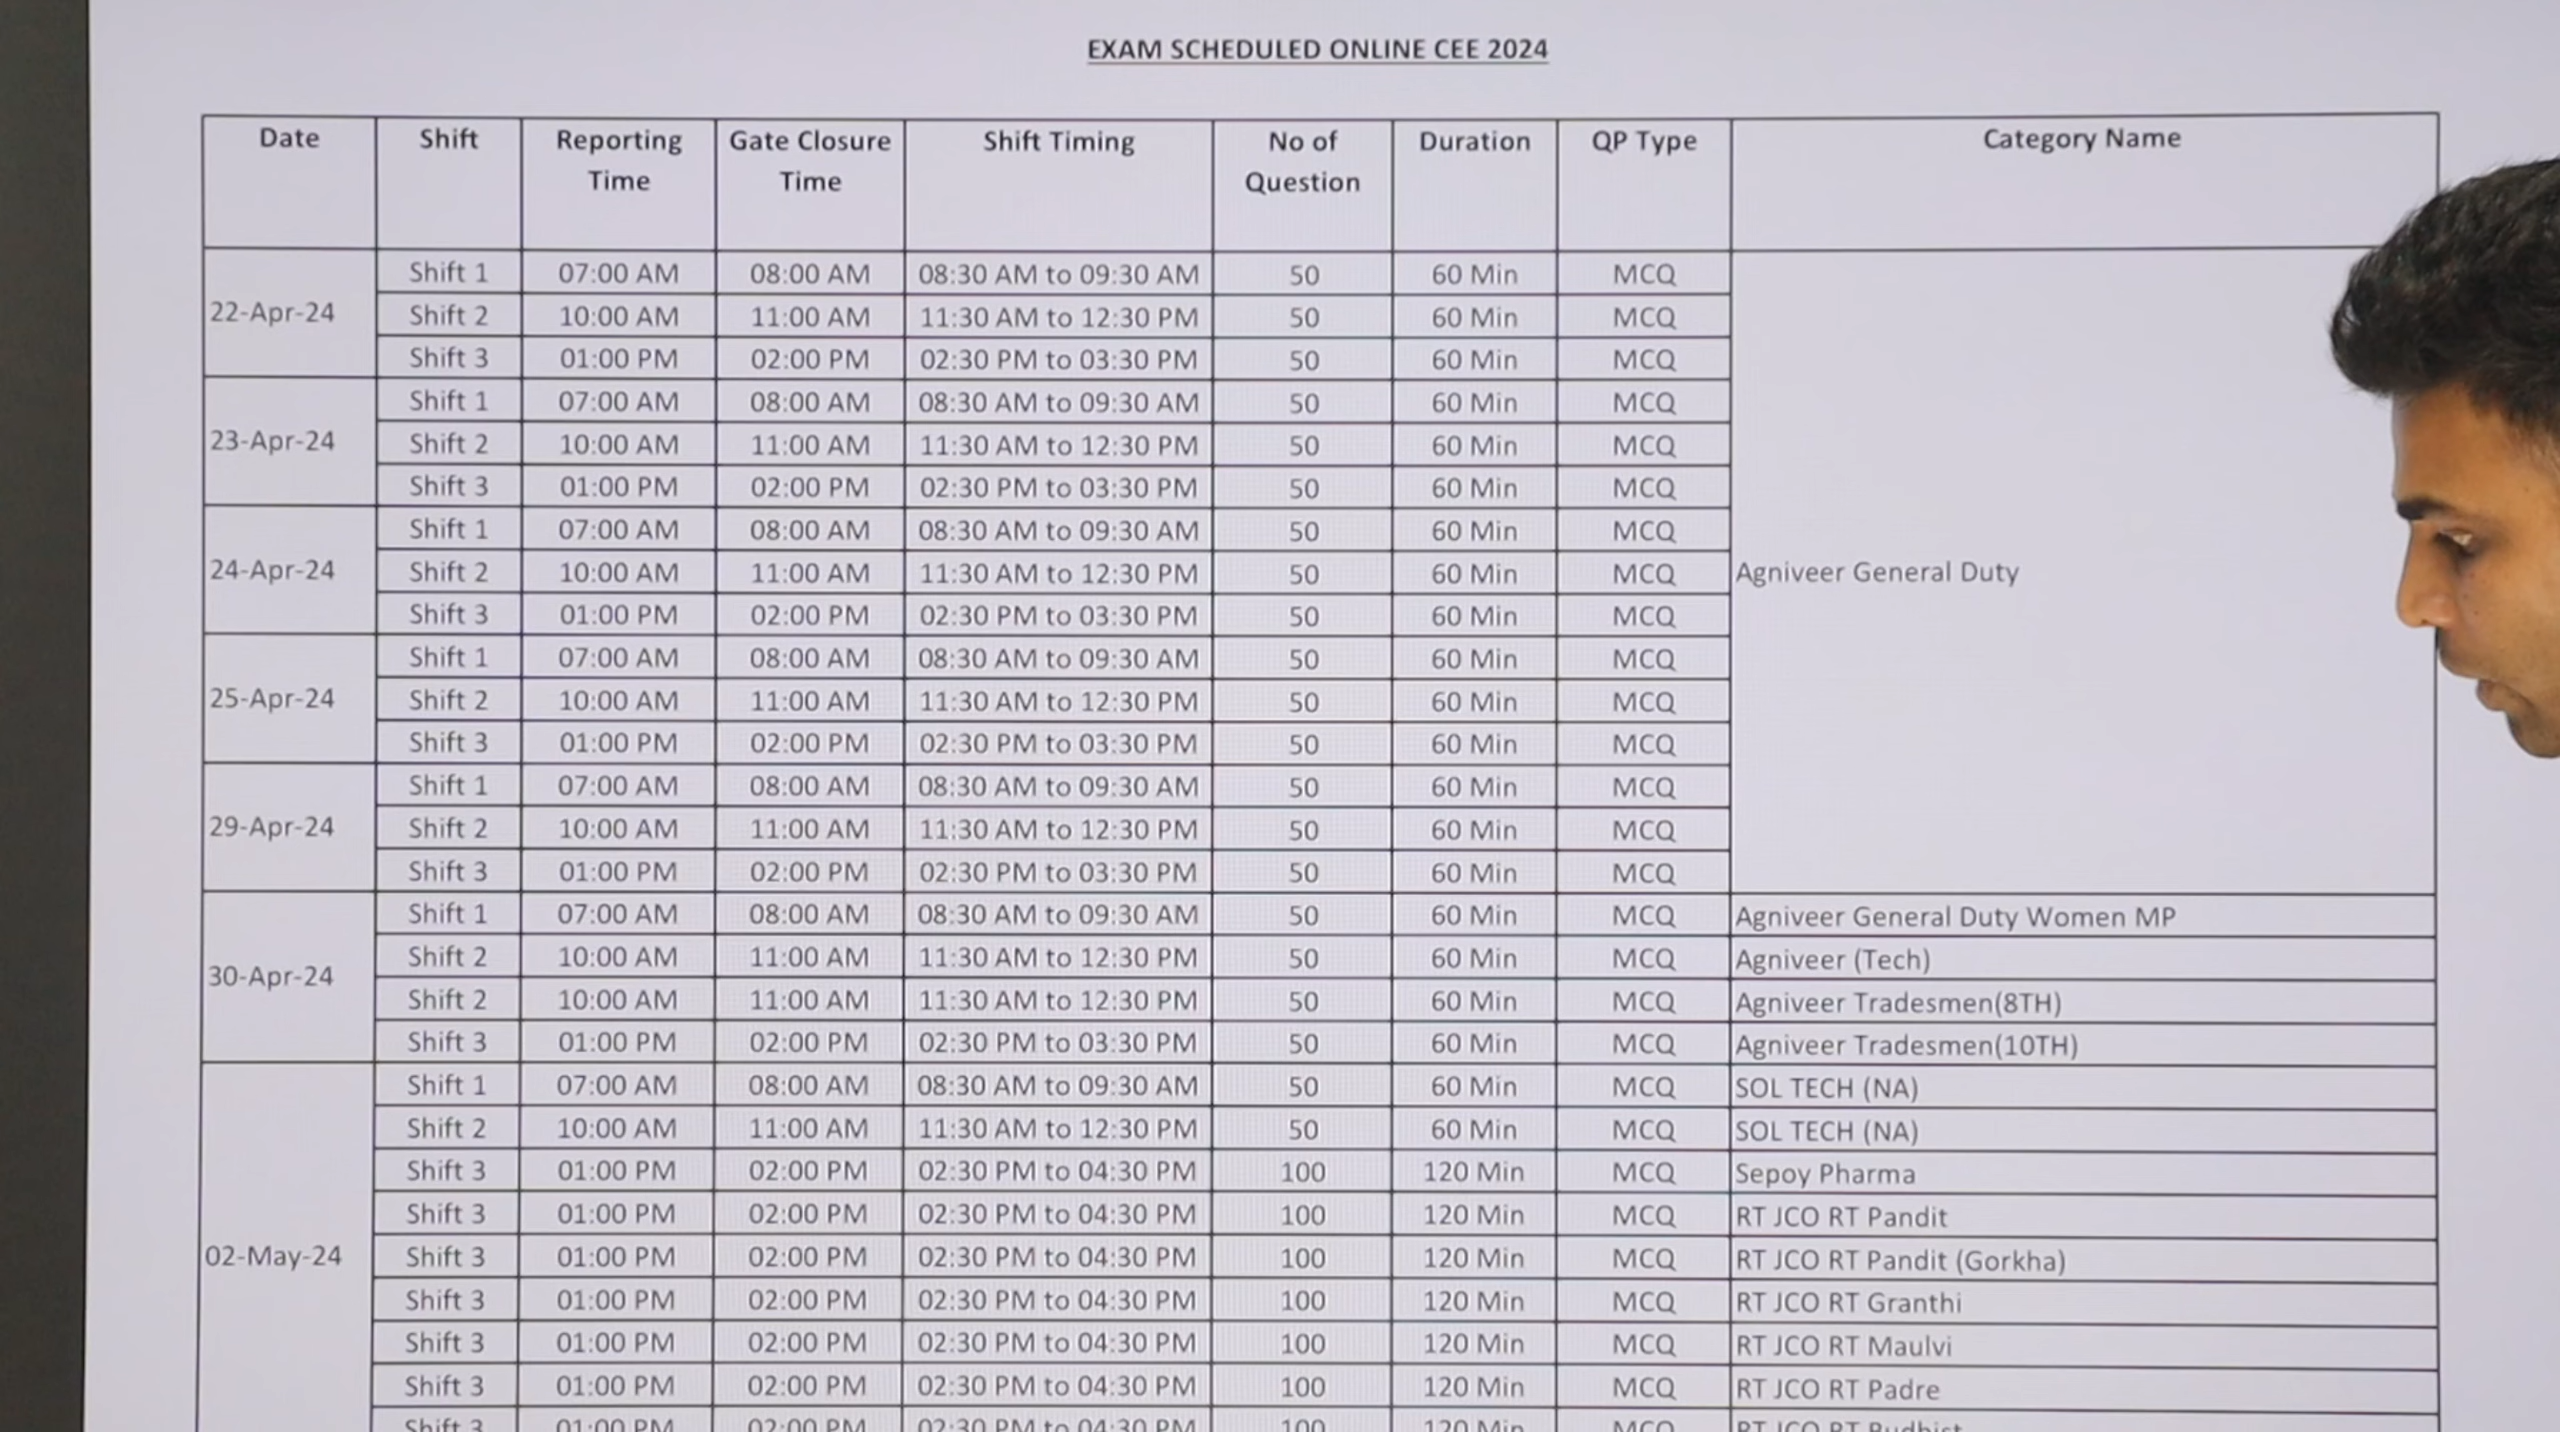 EXAM SCHEDULED ONLINE CEE 2024
Date Shift Reporting Time Gate Closure Time Shift Timing No of Question Duration QP Type Category Name
22-Apr-24 Shift 1 07:00 AM 08:00 AM 08:30 AM to 09:30 AM 50 60 Min MCQ Agniveer General Duty
Shift 2 10:00 AM 11:00 AM 11:30 AM to 12:30 PM 50 60 Min MCQ
Shift 3 01:00 PM 02:00 PM 02:30 PM to 03:30 PM 50 60 Min MCQ
23-Apr-24 Shift 1 07:00 AM 08:00 AM 08:30 AM to 09:30 AM 50 60 Min MCQ
Shift 2 10:00 AM 11:00 AM 11:30 AM to 12:30 PM 50 60 Min MCQ
Shift 3 01:00 PM 02:00 PM 02:30 PM to 03:30 PM 50 60 Min MCQ
24-Apr-24 Shift 1 07:00 AM 08:00 AM 08:30 AM to 09:30 AM 50 60 Min MCQ
Shift 2 10:00 AM 11:00 AM 11:30 AM to 12:30 PM 50 60 Min MCQ
Shift 3 01:00 PM 02:00 PM 02:30 PM to 03:30 PM 50 60 Min MCQ
25-Apr-24 Shift 1 07:00 AM 08:00 AM 08:30 AM to 09:30 AM 50 60 Min MCQ
Shift 2 10:00 AM 11:00 AM 11:30 AM to 12:30 PM 50 60 Min MCQ
Shift 3 01:00 PM 02:00 PM 02:30 PM to 03:30 PM 50 60 Min MCQ
29-Apr-24 Shift 1 07:00 AM 08:00 AM 08:30 AM to 09:30 AM 50 60 Min MCQ
Shift 2 10:00 AM 11:00 AM 11:30 AM to 12:30 PM 50 60 Min MCQ
Shift 3 01:00 PM 02:00 PM 02:30 PM to 03:30 PM 50 60 Min MCQ
30-Apr-24 Shift 1 07:00 AM 08:00 AM 08:30 AM to 09:30 AM 50 60 Min MCQ Agniveer General Duty Women MP
Shift 2 10:00 AM 11:00 AM 11:30 AM to 12:30 PM 50 60 Min MCQ Agniveer (Tech)
Shift 2 10:00 AM 11:00 AM 11:30 AM to 12:30 PM 50 60 Min MCQ Agniveer Tradesmen(8TH)
Shift 3 01:00 PM 02:00 PM 02:30 PM to 03:30 PM 50 60 Min MCQ Agniveer Tradesmen(10TH)
02-May-24 Shift 1 07:00 AM 08:00 AM 08:30 AM to 09:30 AM 50 60 Min MCQ SOL TECH (NA)
Shift 2 10:00 AM 11:00 AM 11:30 AM to 12:30 PM 50 60 Min MCQ SOL TECH (NA)
Shift 3 01:00 PM 02:00 PM 02:30 PM to 04:30 PM 100 120 Min MCQ Sepoy Pharma
Shift 3 01:00 PM 02:00 PM 02:30 PM to 04:30 PM 100 120 Min MCQ RT JCO RT Pandit
Shift 3 01:00 PM 02:00 PM 02:30 PM to 04:30 PM 100 120 Min MCQ RT JCO RT Pandit (Gorkha)
Shift 3 01:00 PM 02:00 PM 02:30 PM to 04:30 PM 100 120 Min MCQ RT JCO RT Granthi
Shift 3 01:00 PM 02:00 PM 02:30 PM to 04:30 PM 100 120 Min MCQ RT JCO RT Maulvi
Shift 3 01:00 PM 02:00 PM 02:30 PM to 04:30 PM 100 120 Min MCQ RT JCO RT Padre
Shift 3 01:00 PM 02:00 PM 02:30 PM to 04:30 PM 100 120 Min MCQ RT JCO RT Budhist